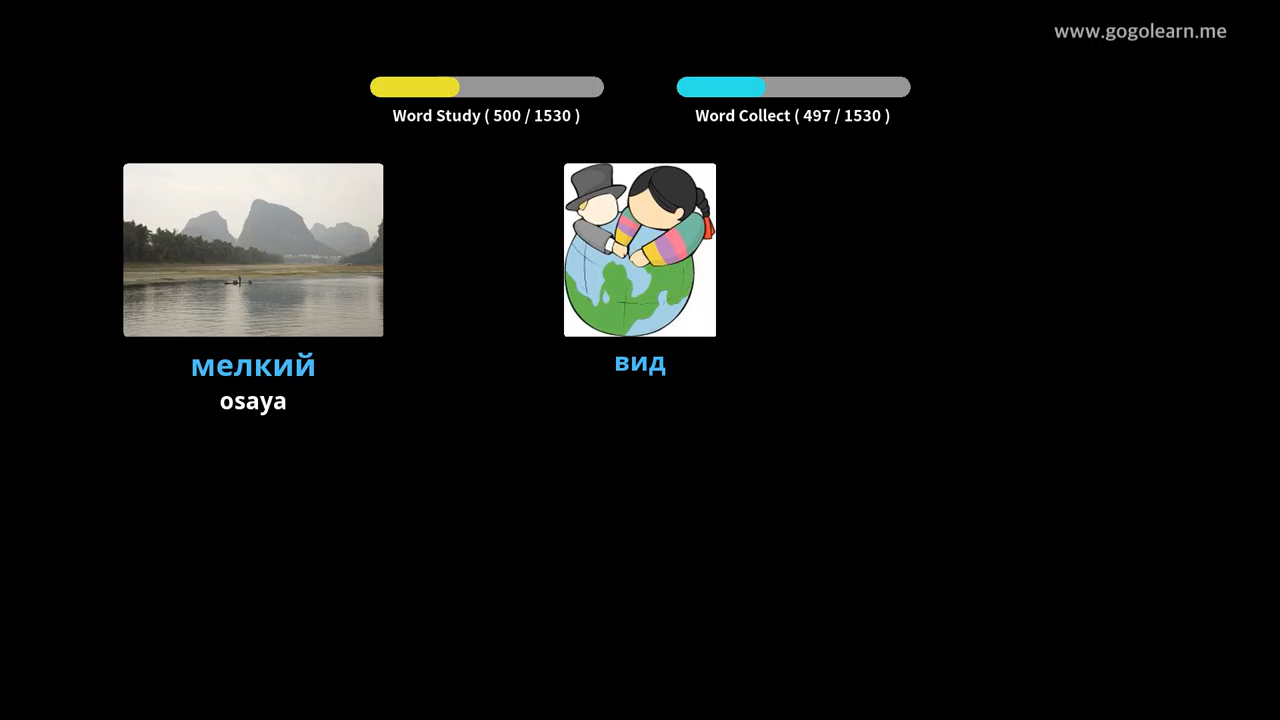 www.gogolearn.me
Word Study ( 500 / 1530 )
Word Collect ( 497 / 1530 )
мелкий
osaya
вид